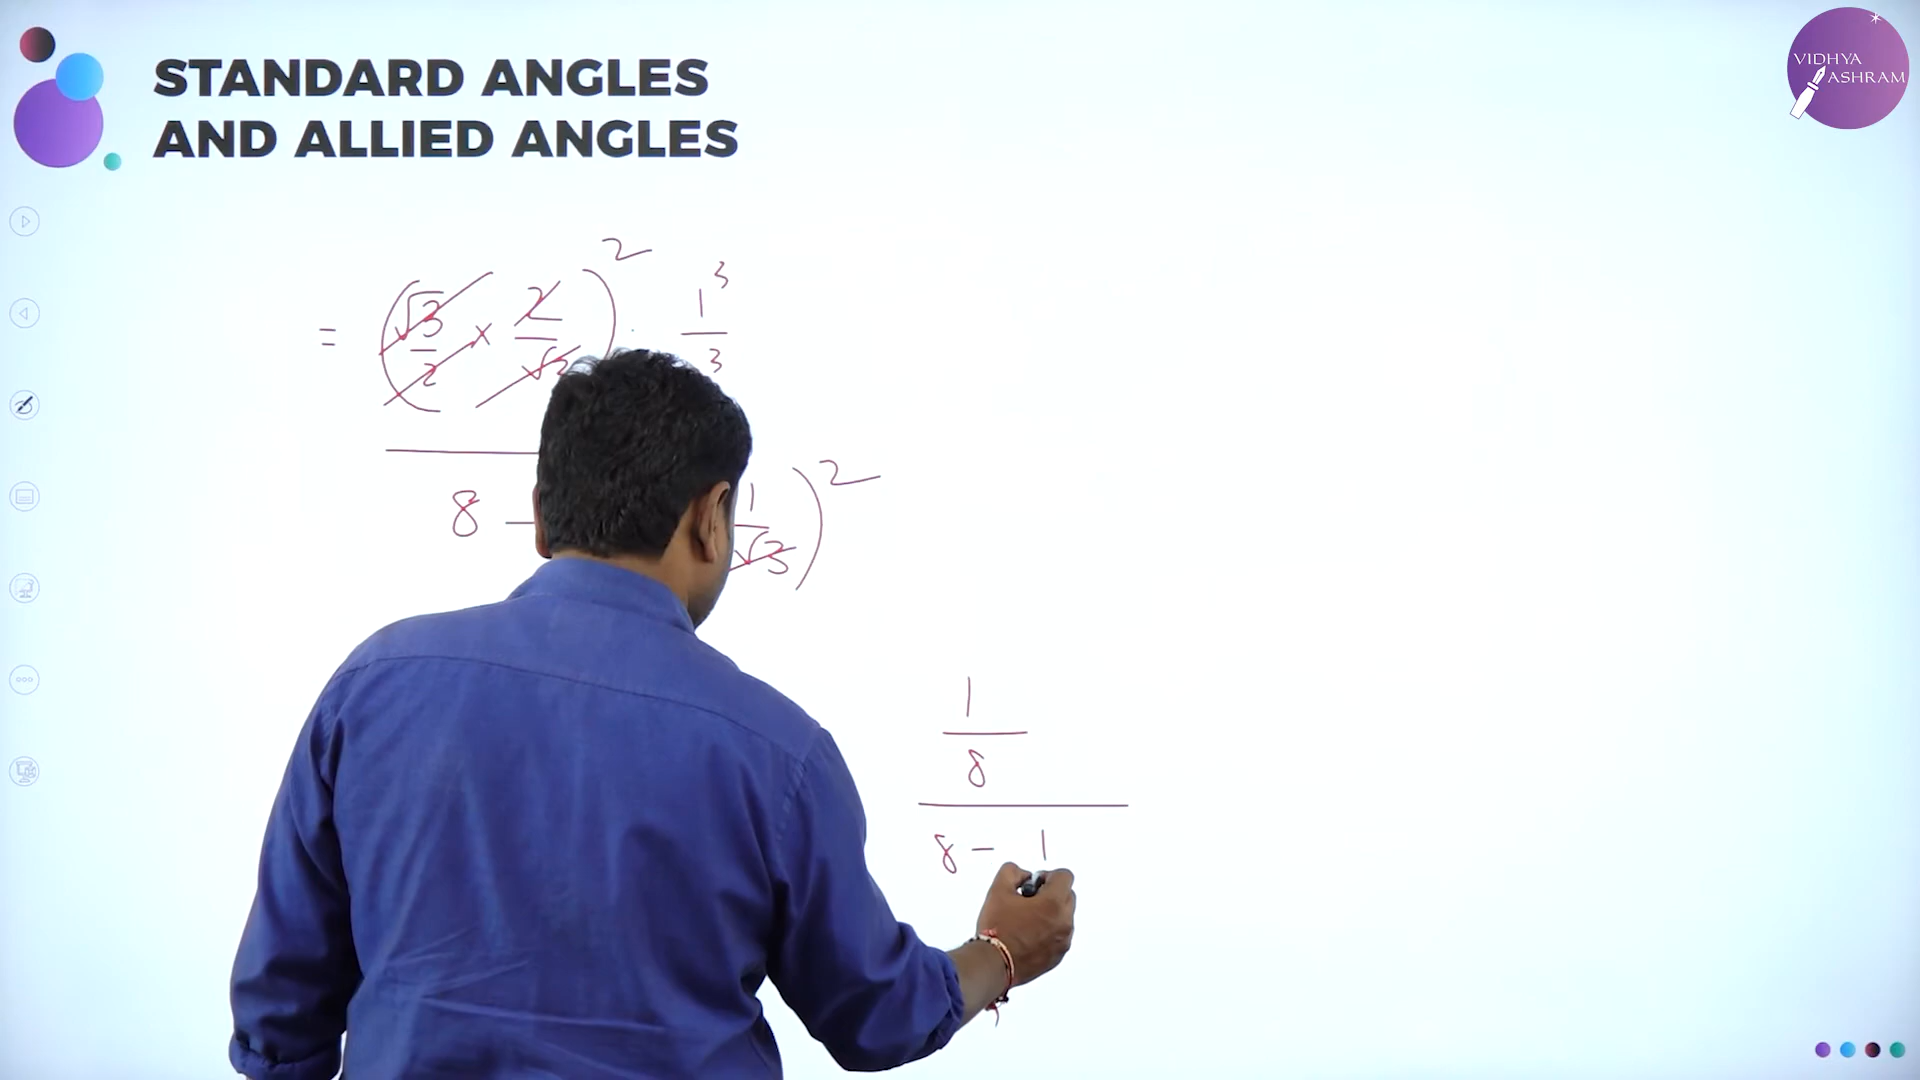 VIDHYA
ASHRAM
STANDARD ANGLES
AND ALLIED ANGLES
= (√3/2 × 2/√3)² · 1³/3
8 – 1/√3)²
1
8
8 – 1